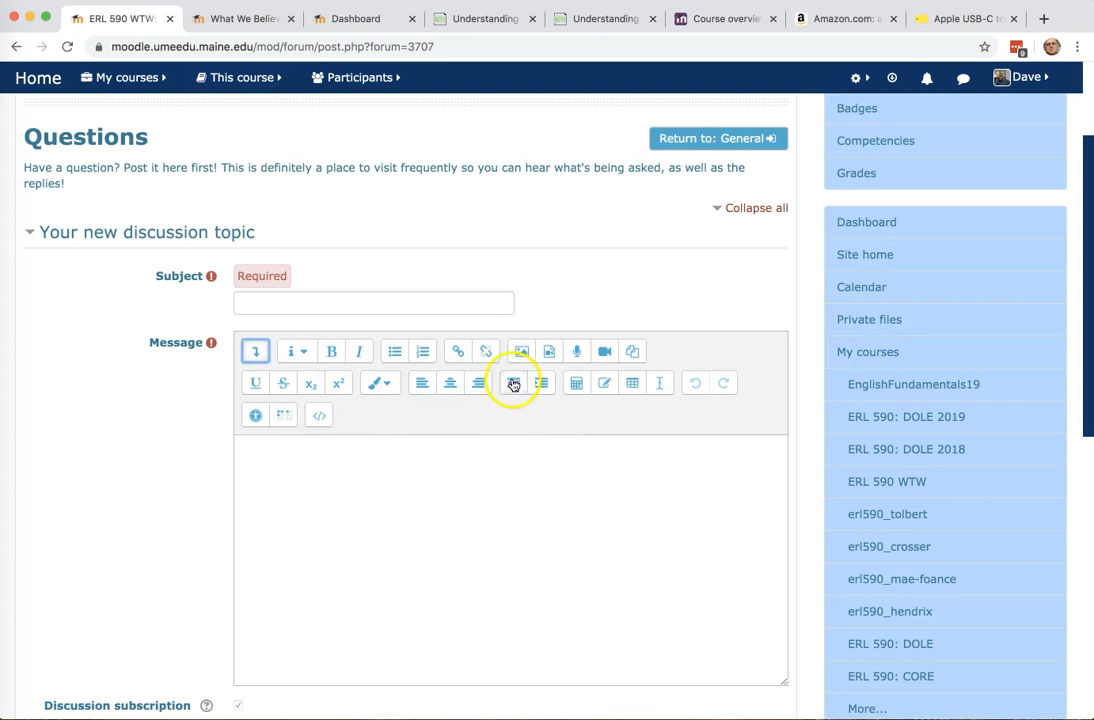 ERL 590 WTW:
What We Believ
Dashboard
Understanding
Understanding
Course overvie
Amazon.com: a
Apple USB-C to
moodle.umeedu.maine.edu/mod/forum/post.php?forum=3707
9
Home
My courses
This course
Participants
Dave
Questions
Return to: General
Have a question? Post it here first! This is definitely a place to visit frequently so you can hear what's being asked, as well as the
replies!
Collapse all
Your new discussion topic
Subject
Required
Message
i
B
I
U
S
x₂
x²
</>
Discussion subscription
?
Badges
Competencies
Grades
Dashboard
Site home
Calendar
Private files
My courses
EnglishFundamentals19
ERL 590: DOLE 2019
ERL 590: DOLE 2018
ERL 590 WTW
erl590_tolbert
erl590_crosser
erl590_mae-foance
erl590_hendrix
ERL 590: DOLE
ERL 590: CORE
More...